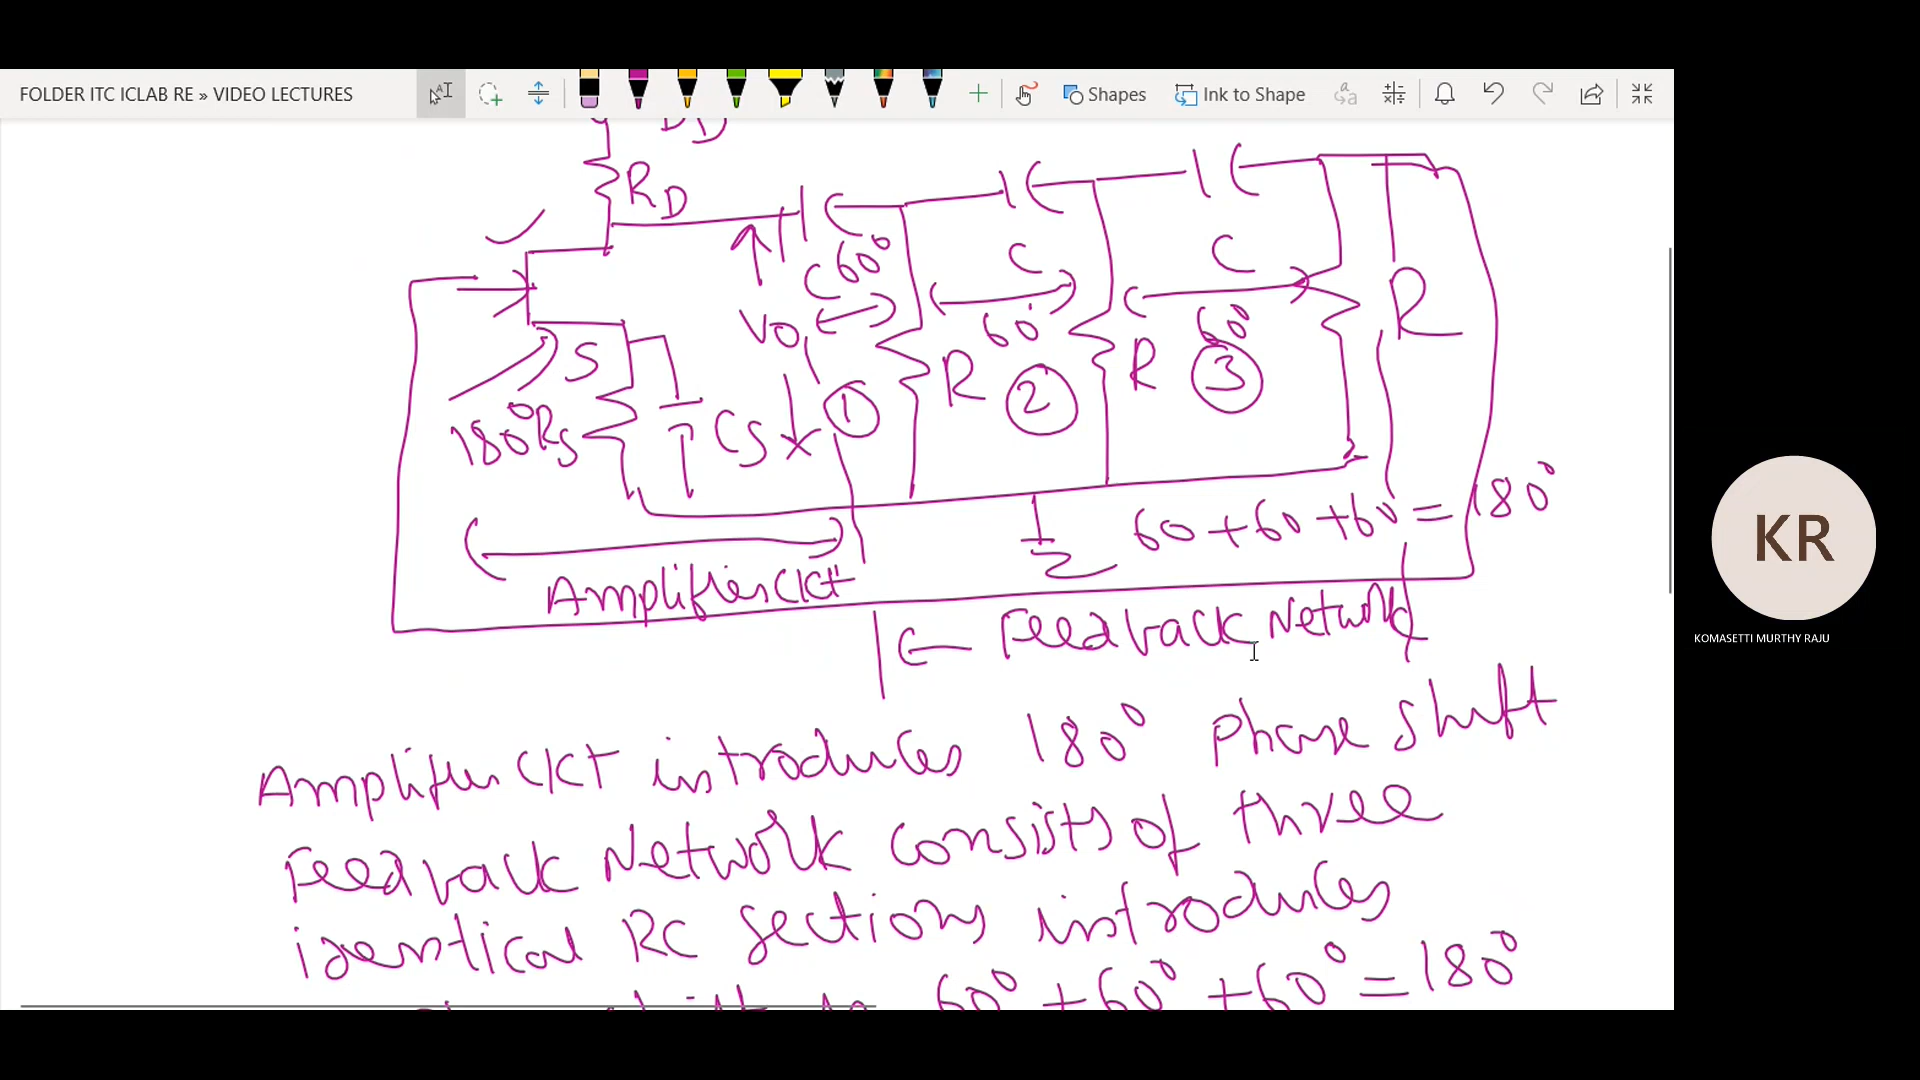 FOLDER ITC ICLAB RE » VIDEO LECTURES
Shapes
Ink to Shape
DD
RD
C
C
C
60°
60°
60°
Vo
R
R
R
S
180°
Rs
Cs
1
2
3
60+60+60=180°
Amplifier CKT
Feedback Network
KR
KOMASETTI MURTHY RAJU
Amplifier CKT introduces 180° phase shift
Feedback Network consists of three
identical RC sections introduces
60° +60° +60° =180°